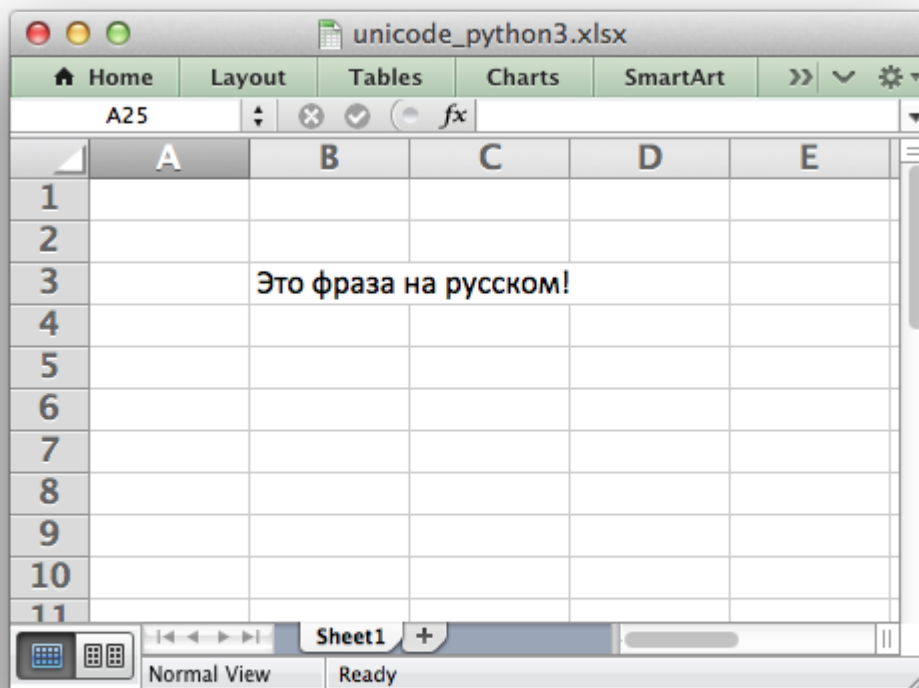 unicode_python3.xlsx
Home Layout Tables Charts SmartArt
A25 fx
A B C D E
1
2
3 Это фраза на русском!
4
5
6
7
8
9
10
11
Sheet1 +
Normal View Ready